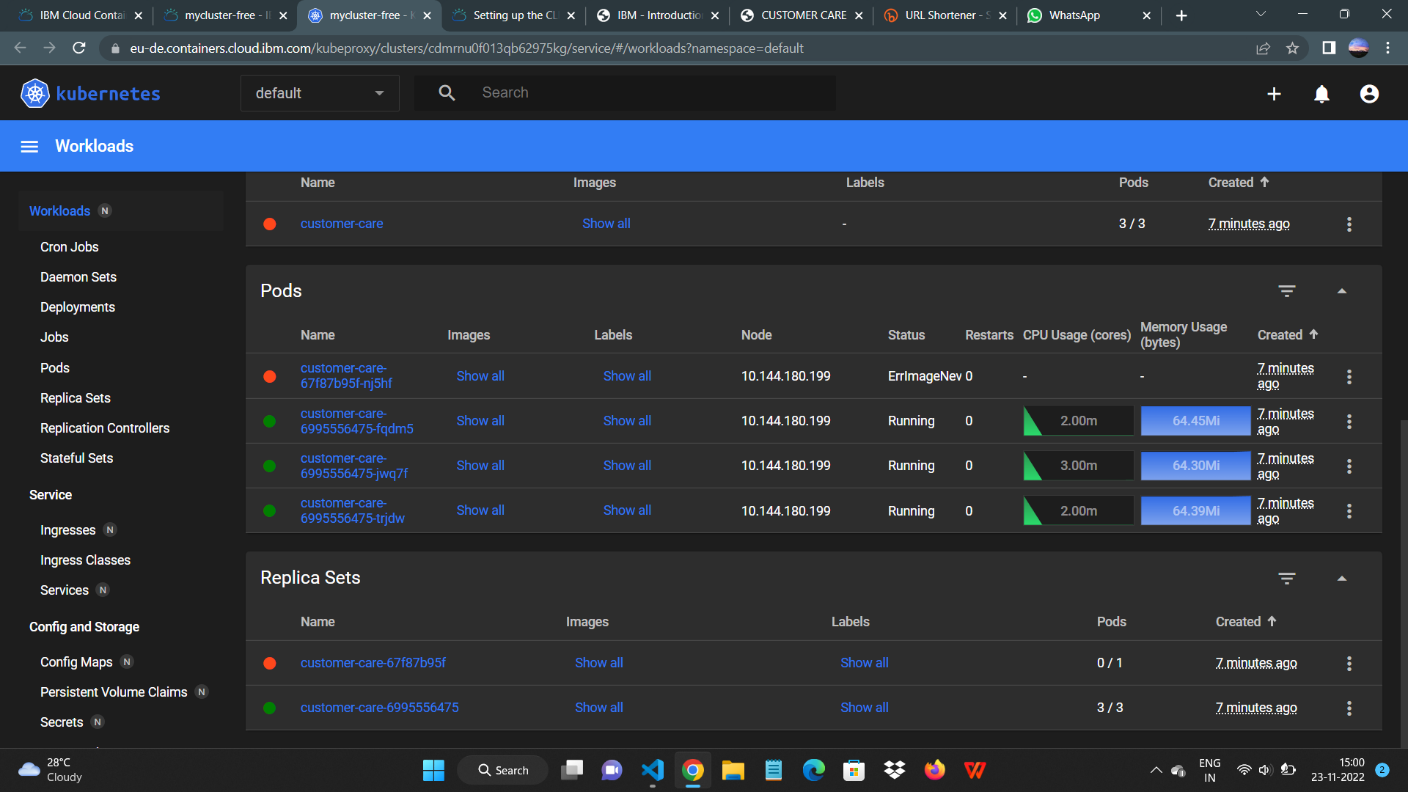 IBM Cloud Contai
mycluster-free - I
mycluster-free - K
Setting up the CL
IBM - Introduction
CUSTOMER CARE
URL Shortener - S
WhatsApp
eu-de.containers.cloud.ibm.com/kubeproxy/clusters/cdmrnu0f013qb62975kg/service/#/workloads?namespace=default
kubernetes
default
Search
Workloads
Workloads N
Cron Jobs
Daemon Sets
Deployments
Jobs
Pods
Replica Sets
Replication Controllers
Stateful Sets
Service
Ingresses N
Ingress Classes
Services N
Config and Storage
Config Maps N
Persistent Volume Claims N
Secrets N
Name Images Labels Pods Created
customer-care Show all - 3 / 3 7 minutes ago
Pods
Name Images Labels Node Status Restarts CPU Usage (cores) Memory Usage (bytes) Created
customer-care-67f87b95f-nj5hf Show all Show all 10.144.180.199 ErrImageNev 0 - - 7 minutes ago
customer-care-6995556475-fqdm5 Show all Show all 10.144.180.199 Running 0 2.00m 64.45Mi 7 minutes ago
customer-care-6995556475-jwq7f Show all Show all 10.144.180.199 Running 0 3.00m 64.30Mi 7 minutes ago
customer-care-6995556475-trjdw Show all Show all 10.144.180.199 Running 0 2.00m 64.39Mi 7 minutes ago
Replica Sets
Name Images Labels Pods Created
customer-care-67f87b95f Show all Show all 0 / 1 7 minutes ago
customer-care-6995556475 Show all Show all 3 / 3 7 minutes ago
28°C
Cloudy
Search
ENG
IN
15:00
23-11-2022
2